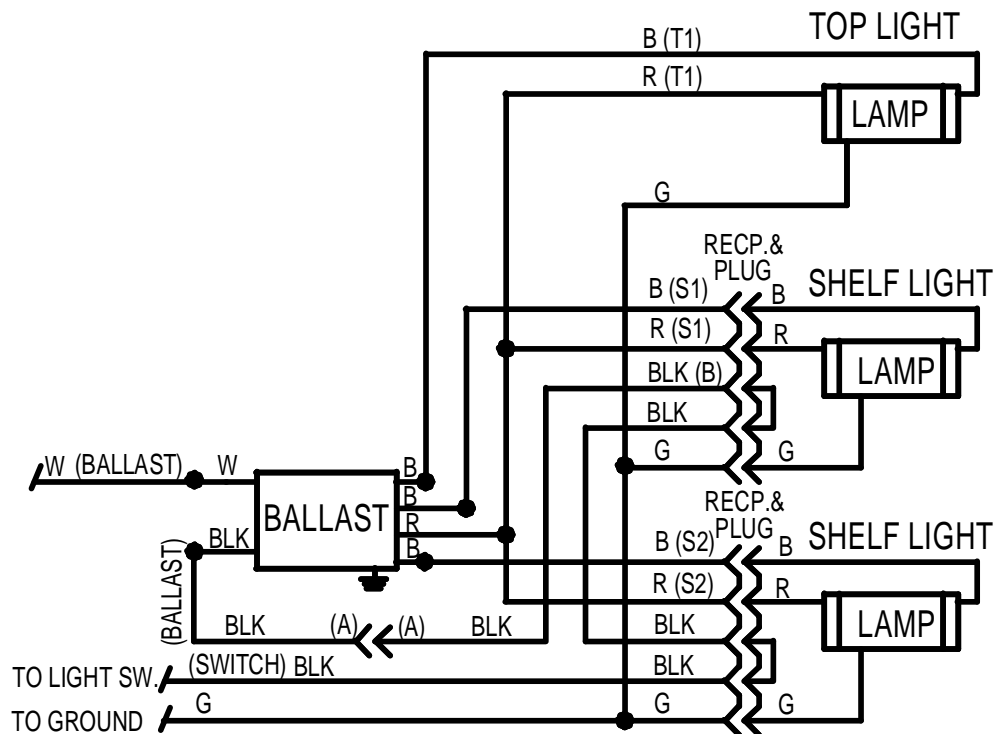 TOP LIGHT
B (T1)
R (T1)
LAMP
G
RECP.&
PLUG
SHELF LIGHT
B (S1)
B
R (S1)
R
LAMP
BLK (B)
BLK
G
G
W (BALLAST)
W
B
B
R
B
BALLAST
BLK
(BALLAST)
RECP.&
PLUG
SHELF LIGHT
B (S2)
B
R (S2)
R
LAMP
BLK
(A)
(A)
BLK
BLK
TO LIGHT SW.
(SWITCH) BLK
BLK
TO GROUND
G
G
G